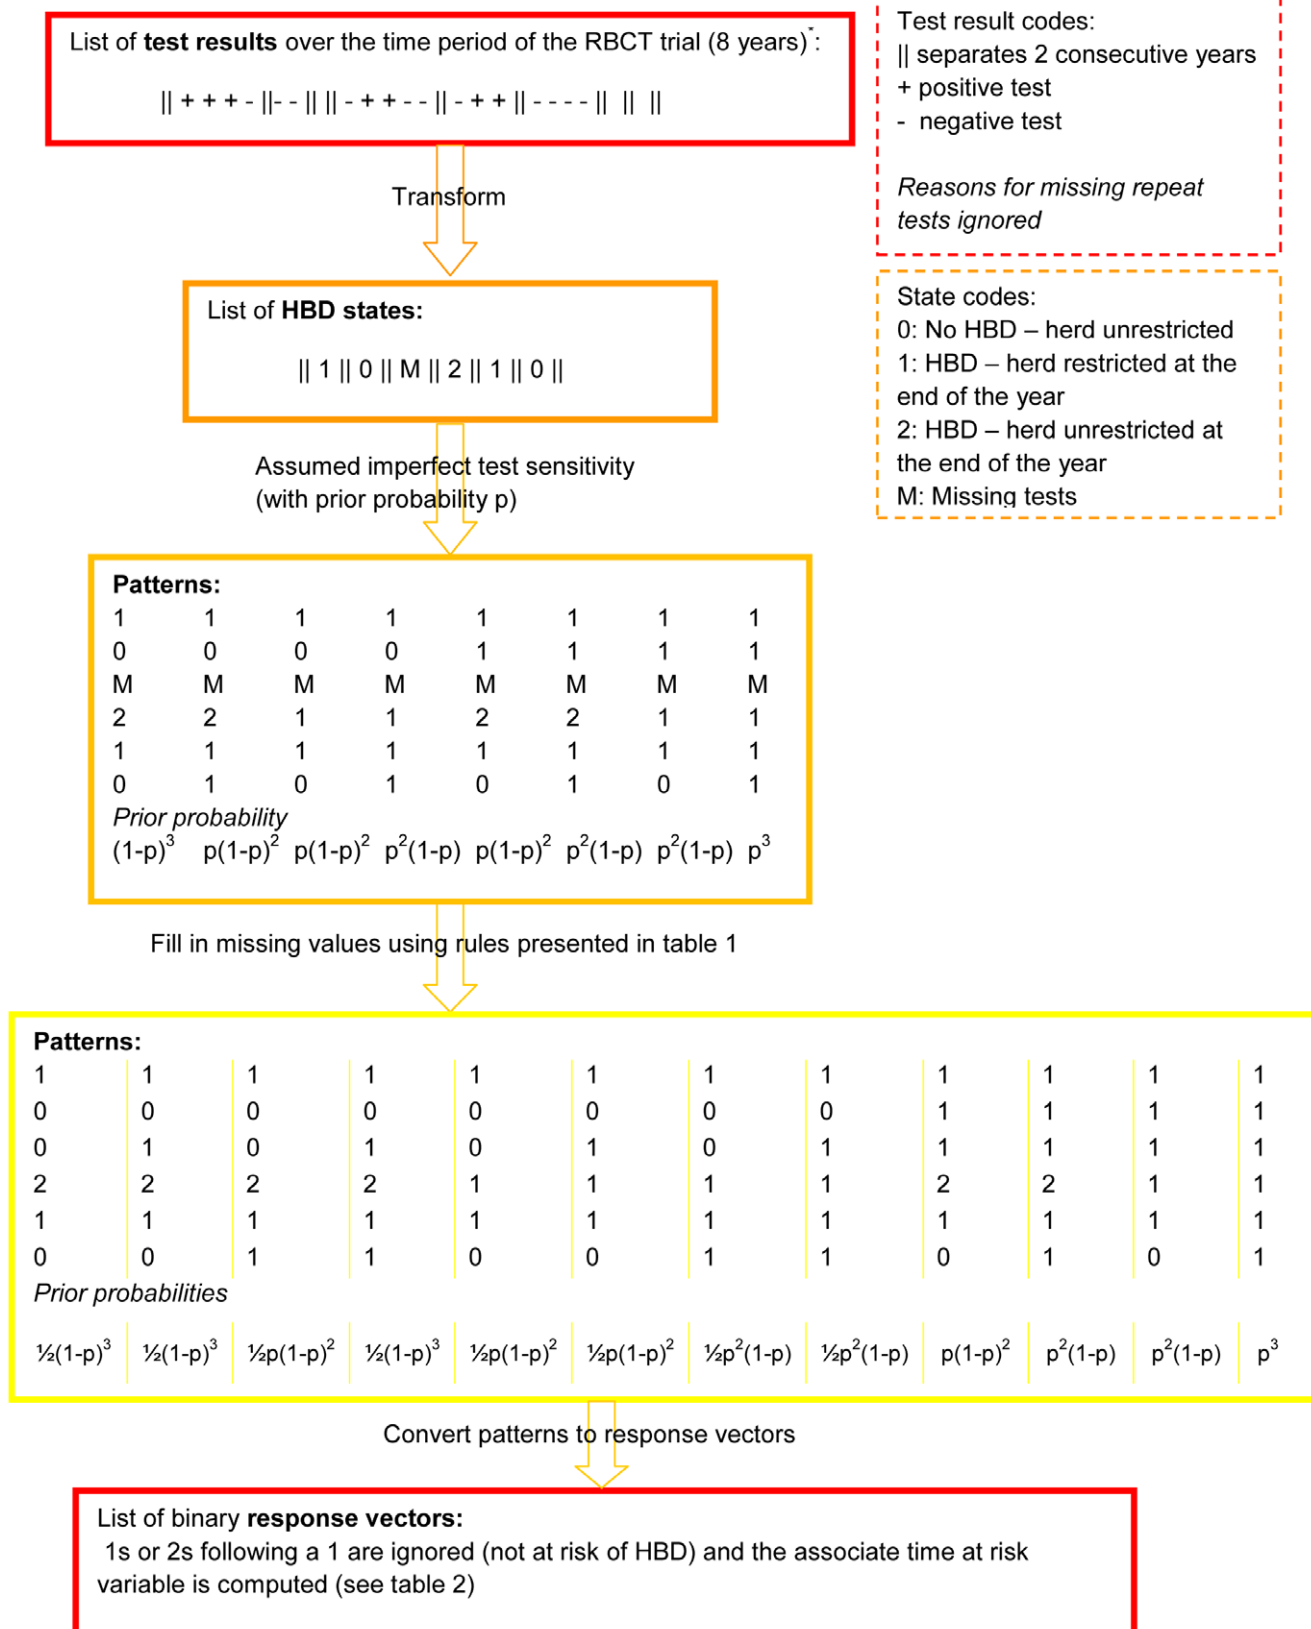 List of test results over the time period of the RBCT trial (8 years)*:
|| + + + - ||- - || || - + + - - || - + + || - - - - || || ||
Test result codes:
|| separates 2 consecutive years
+ positive test
- negative test
Reasons for missing repeat
tests ignored
Transform
List of HBD states:
|| 1 || 0 || M || 2 || 1 || 0 ||
State codes:
0: No HBD – herd unrestricted
1: HBD – herd restricted at the
end of the year
2: HBD – herd unrestricted at
the end of the year
M: Missing tests
Assumed imperfect test sensitivity
(with prior probability p)
Patterns:
1 1 1 1 1 1 1 1
0 0 0 0 1 1 1 1
M M M M M M M M
2 2 1 1 2 2 1 1
1 1 1 1 1 1 1 1
0 1 0 1 0 1 0 1
Prior probability
(1-p)³ p(1-p)² p(1-p)² p²(1-p) p(1-p)² p²(1-p) p²(1-p) p³
Fill in missing values using rules presented in table 1
Patterns:
1 1 1 1 1 1 1 1 1 1 1 1
0 0 0 0 0 0 0 0 1 1 1 1
0 1 0 1 0 1 0 1 1 1 1 1
2 2 2 2 1 1 1 1 2 2 1 1
1 1 1 1 1 1 1 1 1 1 1 1
0 0 1 1 0 0 1 1 0 1 0 1
Prior probabilities
½(1-p)³ ½(1-p)³ ½p(1-p)² ½(1-p)³ ½p(1-p)² ½p(1-p)² ½p²(1-p) ½p²(1-p) p(1-p)² p²(1-p) p²(1-p) p³
Convert patterns to response vectors
List of binary response vectors:
1s or 2s following a 1 are ignored (not at risk of HBD) and the associate time at risk
variable is computed (see table 2)